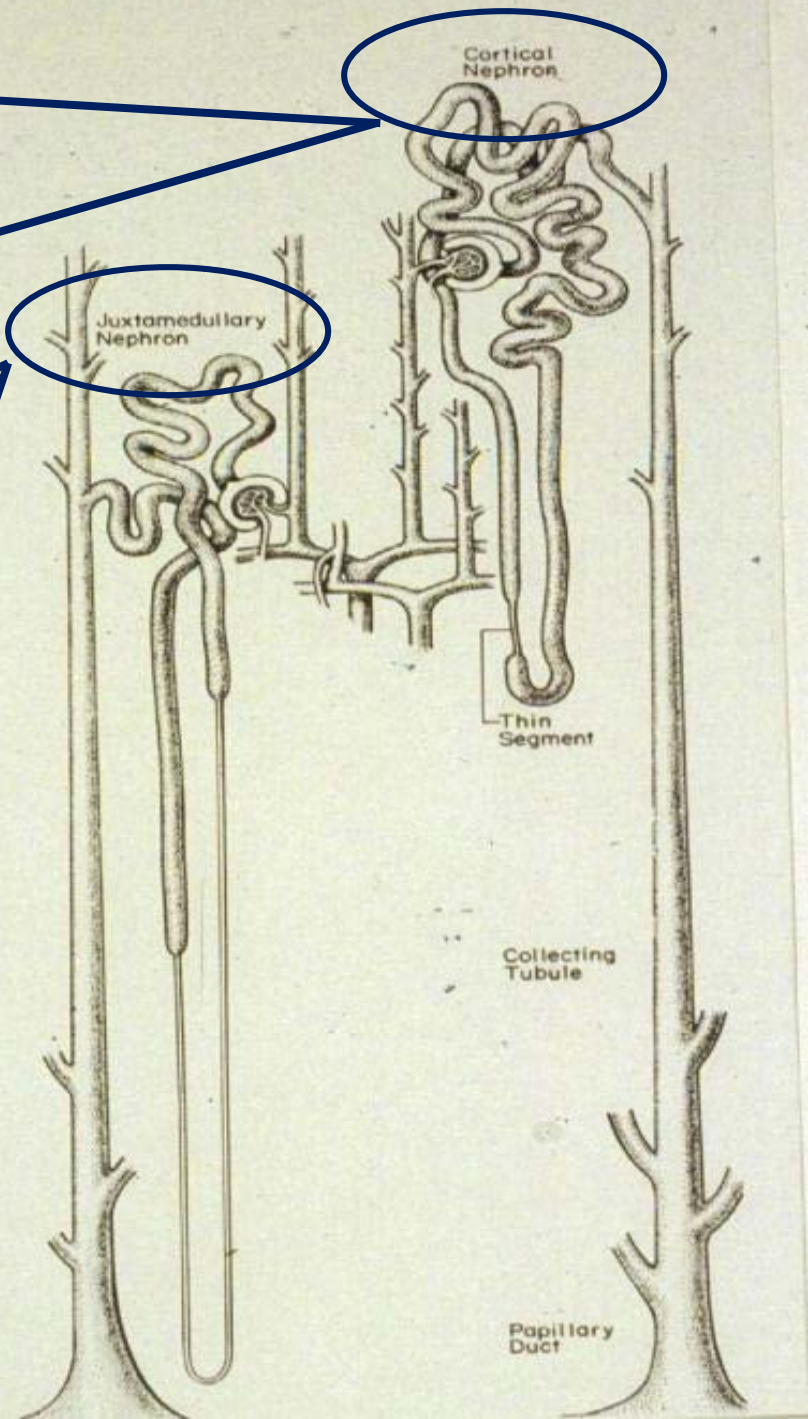 Cortical
Nephron
Juxtamedullary
Nephron
Thin
Segment
Collecting
Tubule
Papillary
Duct